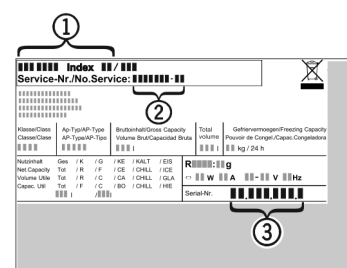 1
Index / 
Service-Nr./No.Service: -
2
Klasse/Class Ap-Typ/AP-Type Bruttoinhalt/Gross Capacity Total Gefriervermoegen/Freezing Capacity
Classe/Clase AP-Type/AP-Tipo Volume Brut/Capacidad Bruta volume Pouvoir de Congel./Capac.Congeladora
l l kg / 24 h
Nutzinhalt Ges / K / G / KE / KALT / EIS
Net.Capacity Tot / R / F / CE / CHILL / ICE
Volume Utile Tot / R / C / CA / CHILL / GLA
Capac. Util Tot / F / C / BO / CHILL / HIE
l / l
R : g
W A - V Hz
Serial-Nr.
3